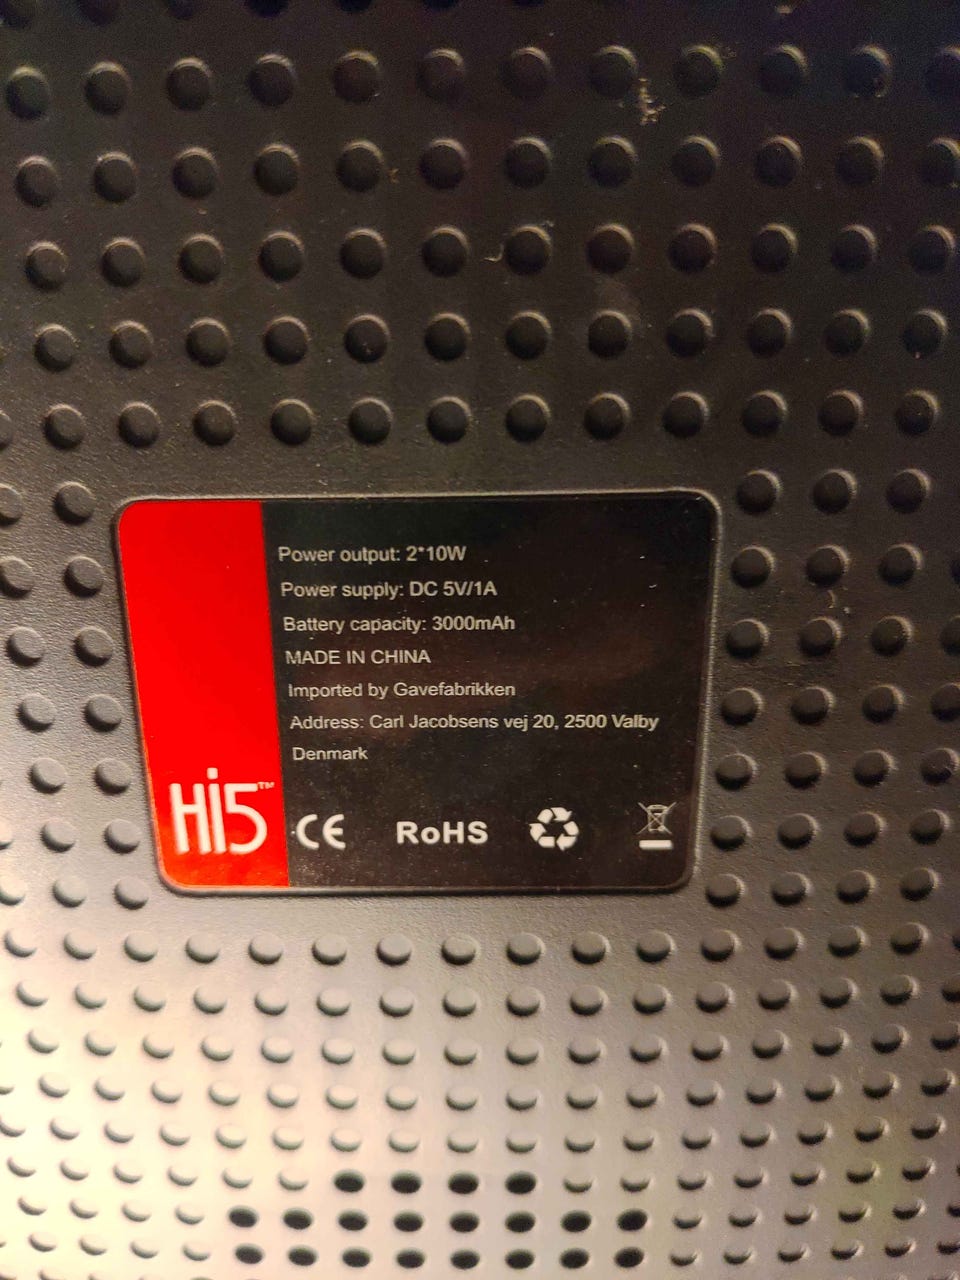 Power output: 2*10W
Power supply: DC 5V/1A
Battery capacity: 3000mAh
MADE IN CHINA
Imported by Gavefabrikken
Address: Carl Jacobsens vej 20, 2500 Valby
Denmark
Hi5™
CE RoHS